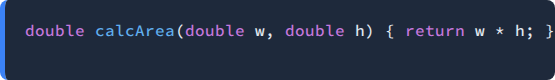 double calcArea(double w, double h) { return w * h; }